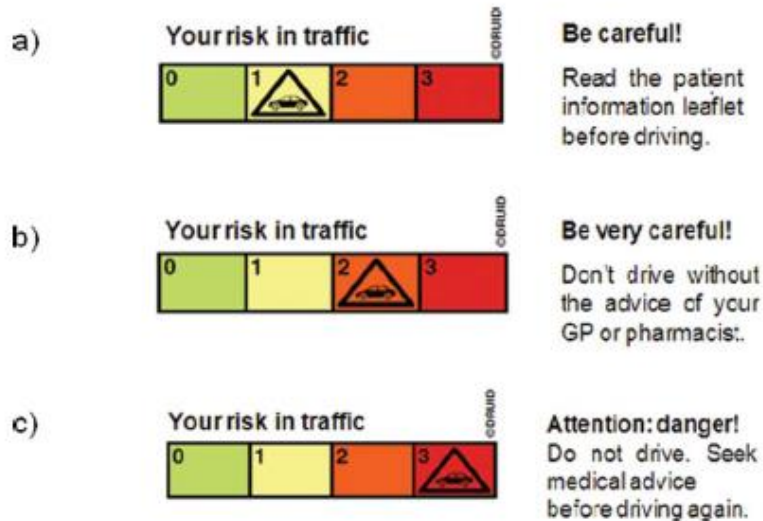 a)
Your risk in traffic
©DRUID
0 1 2 3
Be careful!
Read the patient
information leaflet
before driving.
b)
Your risk in traffic
©DRUID
0 1 2 3
Be very careful!
Don't drive without
the advice of your
GP or pharmacist.
c)
Your risk in traffic
©DRUID
0 1 2 3
Attention: danger!
Do not drive. Seek
medical advice
before driving again.